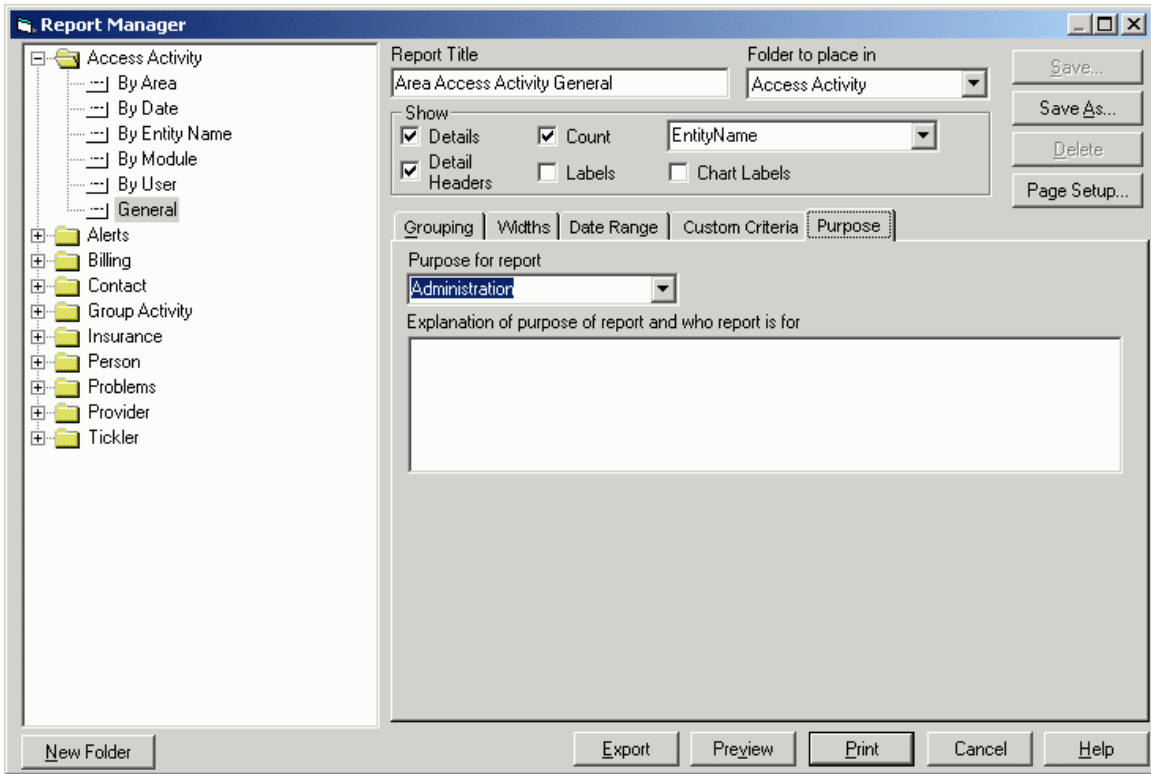 Report Manager
Access Activity
By Area
By Date
By Entity Name
By Module
By User
General
Alerts
Billing
Contact
Group Activity
Insurance
Person
Problems
Provider
Tickler
New Folder
Report Title
Folder to place in
Area Access Activity General
Access Activity
Show
Details
Count
EntityName
Detail
Headers
Labels
Chart Labels
Save...
Save As...
Delete
Page Setup...
Grouping
Widths
Date Range
Custom Criteria
Purpose
Purpose for report
Administration
Explanation of purpose of report and who report is for
Export
Preview
Print
Cancel
Help